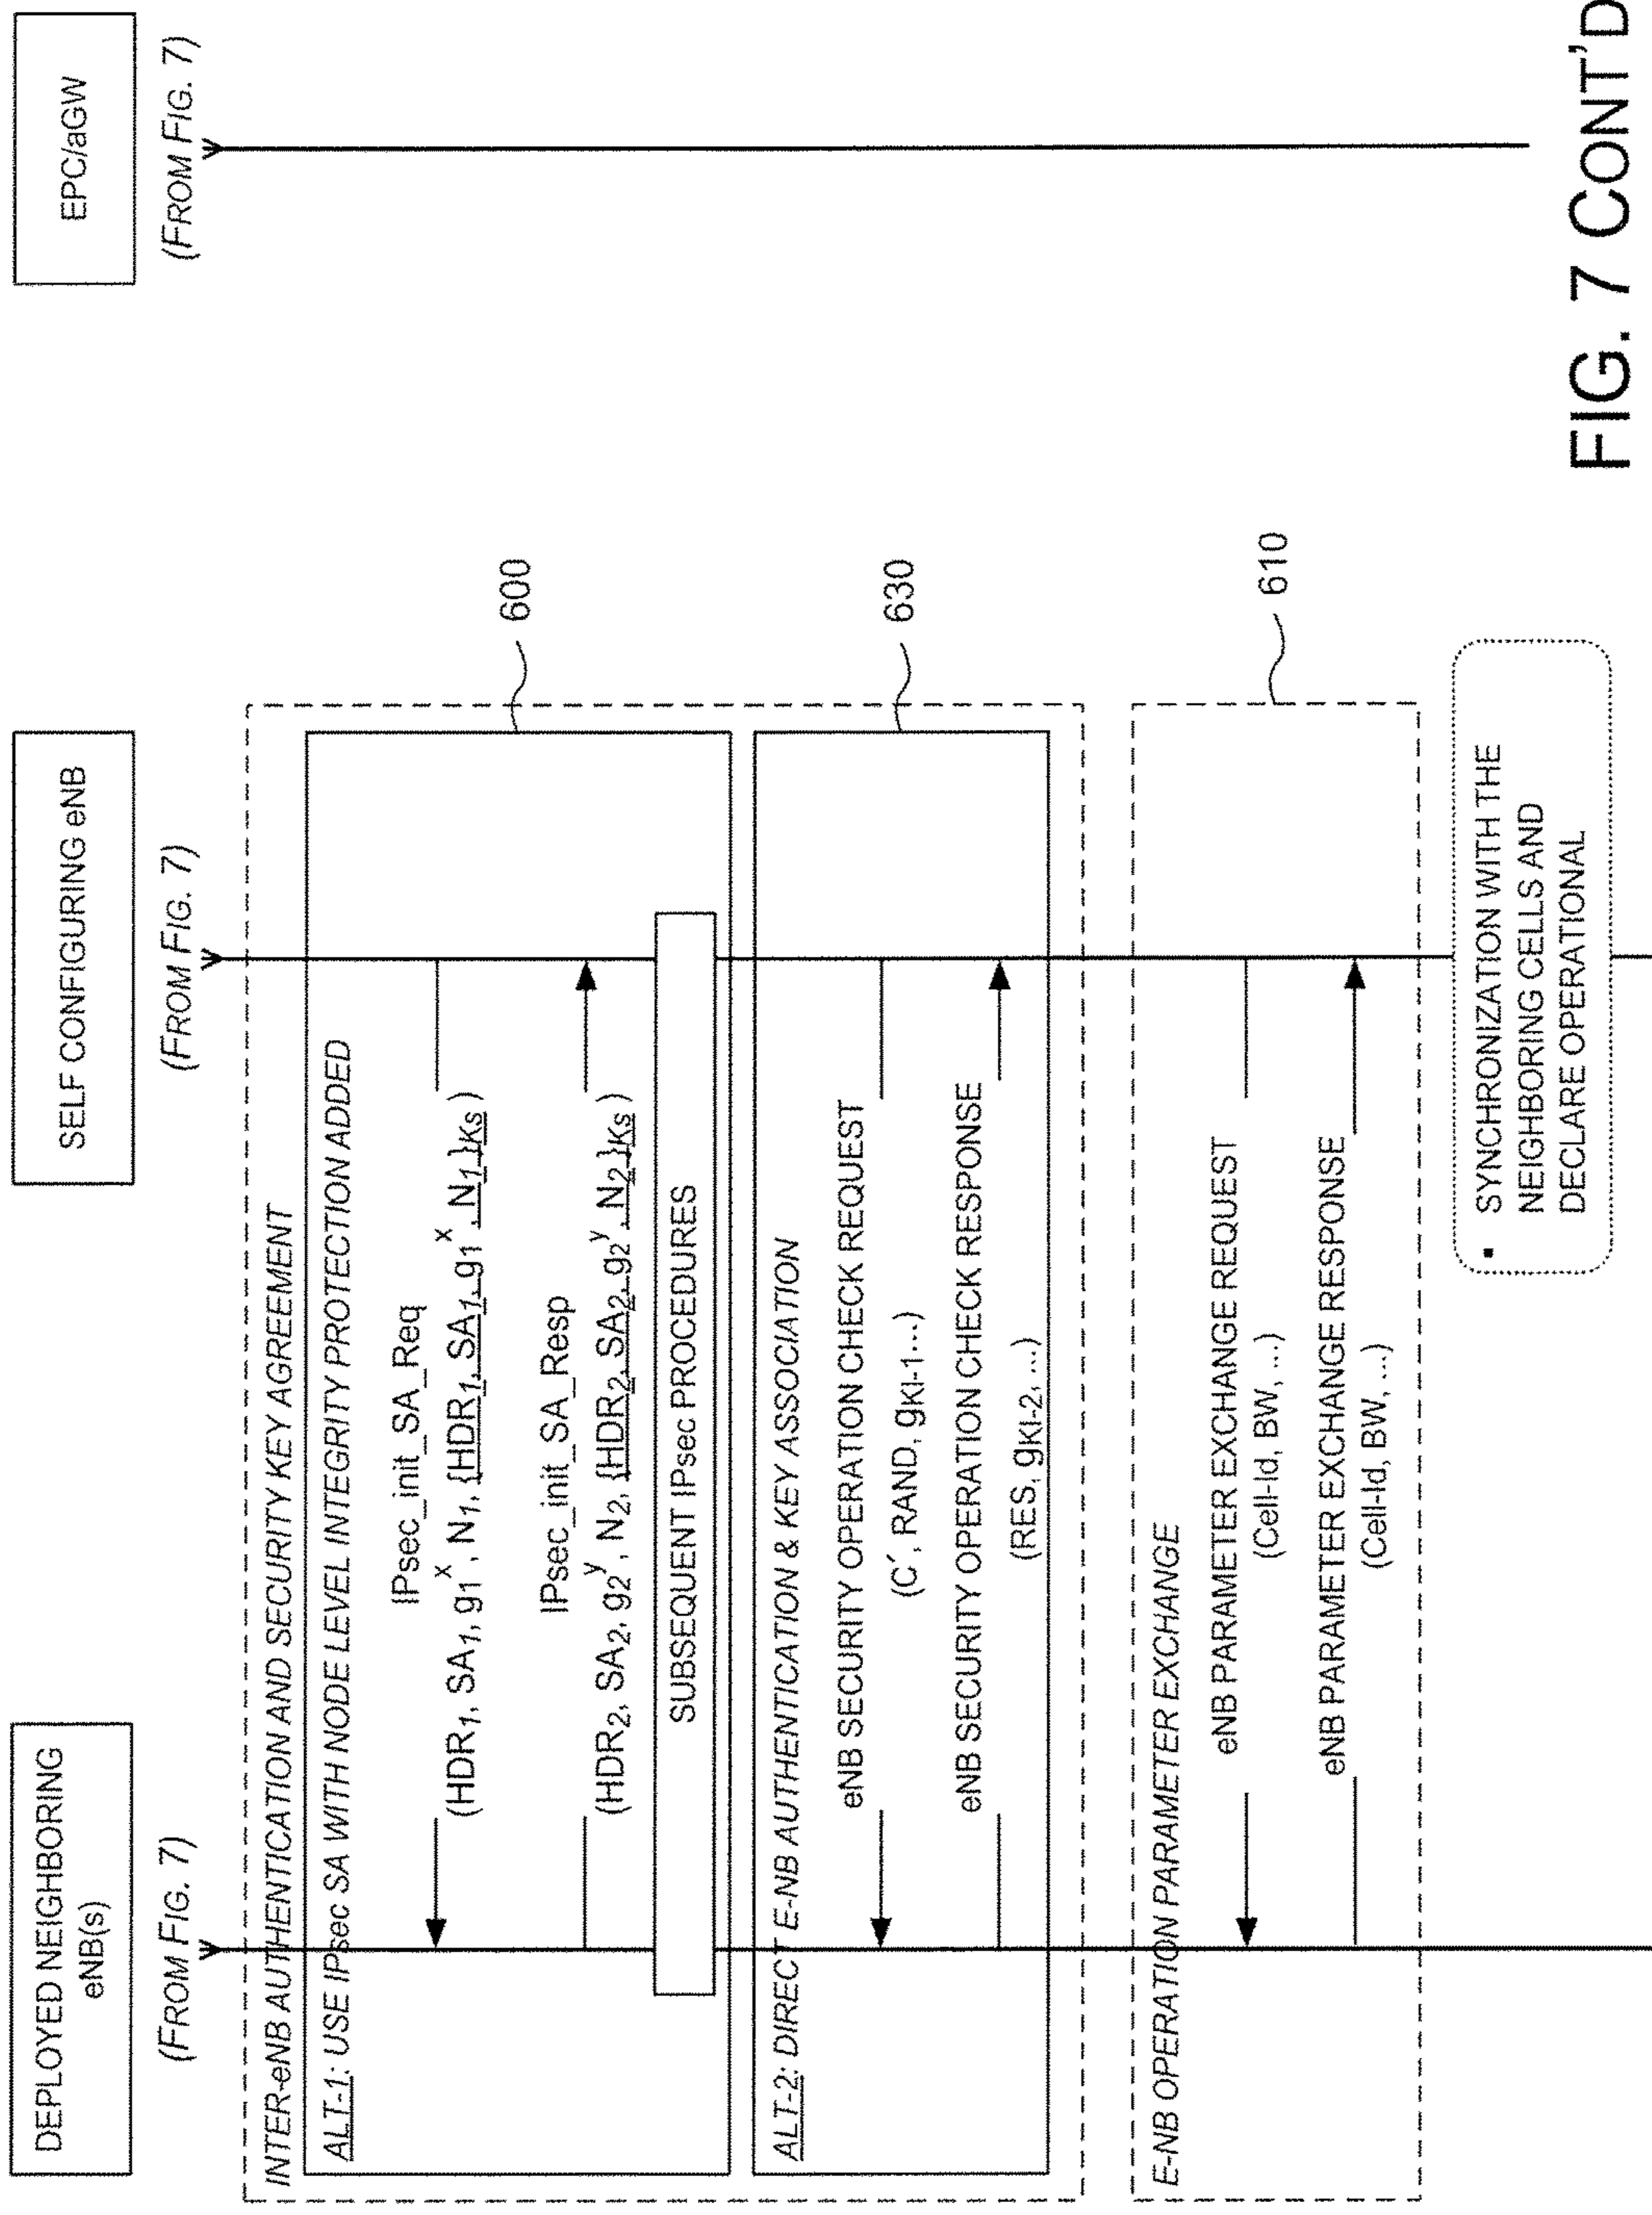 DEPLOYED NEIGHBORING
eNB(s)
SELF CONFIGURING eNB
EPC/aGW
(FROM FIG. 7)
(FROM FIG. 7)
(FROM FIG. 7)
INTER-eNB AUTHENTICATION AND SECURITY KEY AGREEMENT
ALT-1: USE IPsec SA WITH NODE LEVEL INTEGRITY PROTECTION ADDED
IPsec_init_SA_Req
(HDR₁, SA₁, g₁ˣ, N₁, {HDR₁, SA₁, g₁ˣ, N₁}Ks)
IPsec_init_SA_Resp
(HDR₂, SA₂, g₂ʸ, N₂, {HDR₂, SA₂, g₂ʸ, N₂}Ks)
SUBSEQUENT IPsec PROCEDURES
600
ALT-2: DIRECT E-NB AUTHENTICATION & KEY ASSOCIATION
eNB SECURITY OPERATION CHECK REQUEST
(C´, RAND, gKI-1...)
eNB SECURITY OPERATION CHECK RESPONSE
(RES, gKI-2, ...)
630
E-NB OPERATION PARAMETER EXCHANGE
eNB PARAMETER EXCHANGE REQUEST
(Cell-Id, BW, ...)
eNB PARAMETER EXCHANGE RESPONSE
(Cell-Id, BW, ...)
610
▪ SYNCHRONIZATION WITH THE
NEIGHBORING CELLS AND
DECLARE OPERATIONAL
FIG. 7 CONT'D